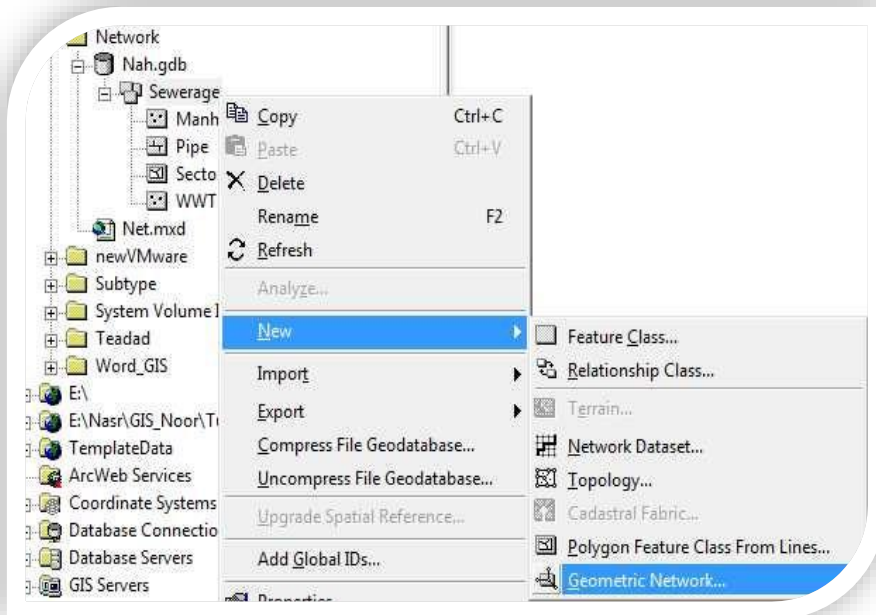 Network
Nah.gdb
Sewerage
Manh
Pipe
Secto
WWT
Net.mxd
newVMware
Subtype
System Volume I
Teadad
Word_GIS
E:\
E:\Nasr\GIS_Noor\T
TemplateData
ArcWeb Services
Coordinate Systems
Database Connectio
Database Servers
GIS Servers
Copy Ctrl+C
Paste Ctrl+V
Delete
Rename F2
Refresh
Analyze...
New
Import
Export
Compress File Geodatabase...
Uncompress File Geodatabase...
Upgrade Spatial Reference...
Add Global IDs...
Properties
Feature Class...
Relationship Class...
Terrain...
Network Dataset...
Topology...
Cadastral Fabric...
Polygon Feature Class From Lines...
Geometric Network...